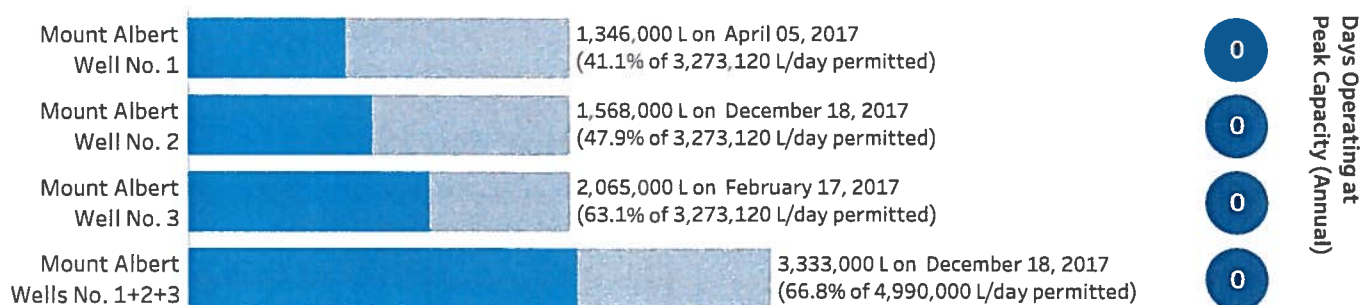 Mount Albert
Well No. 1
1,346,000 L on April 05, 2017
(41.1% of 3,273,120 L/day permitted)
0
Mount Albert
Well No. 2
1,568,000 L on December 18, 2017
(47.9% of 3,273,120 L/day permitted)
0
Mount Albert
Well No. 3
2,065,000 L on February 17, 2017
(63.1% of 3,273,120 L/day permitted)
0
Mount Albert
Wells No. 1+2+3
3,333,000 L on December 18, 2017
(66.8% of 4,990,000 L/day permitted)
0
Days Operating at
Peak Capacity (Annual)